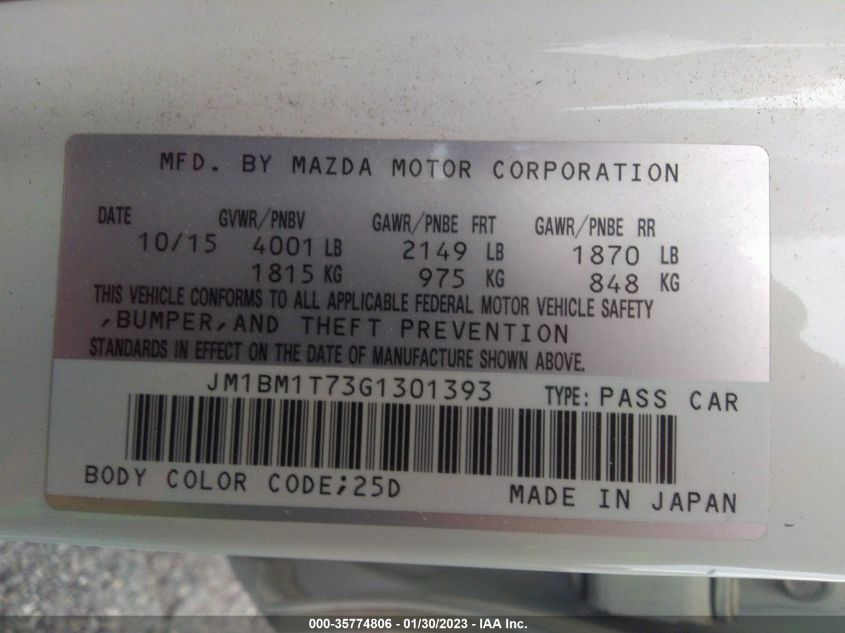 MFD. BY MAZDA MOTOR CORPORATION
DATE GVWR/PNBV GAWR/PNBE FRT GAWR/PNBE RR
10/15 4001 LB 2149 LB 1870 LB
1815 KG 975 KG 848 KG
THIS VEHICLE CONFORMS TO ALL APPLICABLE FEDERAL MOTOR VEHICLE SAFETY
,BUMPER,AND THEFT PREVENTION
STANDARDS IN EFFECT ON THE DATE OF MANUFACTURE SHOWN ABOVE.
JM1BM1T73G1301393 TYPE: PASS CAR
BODY COLOR CODE;25D MADE IN JAPAN
000-35774806 - 01/30/2023 - IAA Inc.